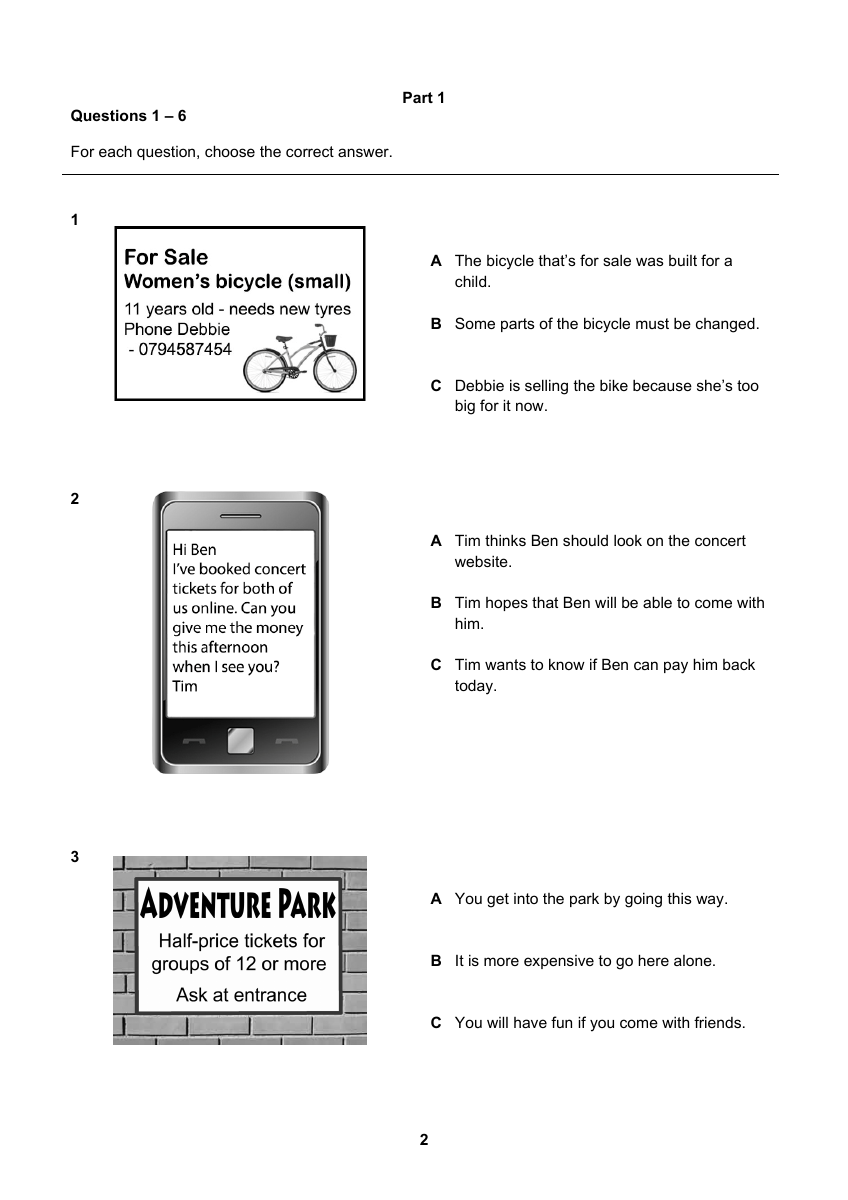 Part 1
Questions 1 – 6
For each question, choose the correct answer.
1
For Sale
Women's bicycle (small)
11 years old - needs new tyres
Phone Debbie
- 0794587454
A The bicycle that's for sale was built for a
child.
B Some parts of the bicycle must be changed.
C Debbie is selling the bike because she's too
big for it now.
2
Hi Ben
I've booked concert
tickets for both of
us online. Can you
give me the money
this afternoon
when I see you?
Tim
A Tim thinks Ben should look on the concert
website.
B Tim hopes that Ben will be able to come with
him.
C Tim wants to know if Ben can pay him back
today.
3
ADVENTURE PARK
Half-price tickets for
groups of 12 or more
Ask at entrance
A You get into the park by going this way.
B It is more expensive to go here alone.
C You will have fun if you come with friends.
2